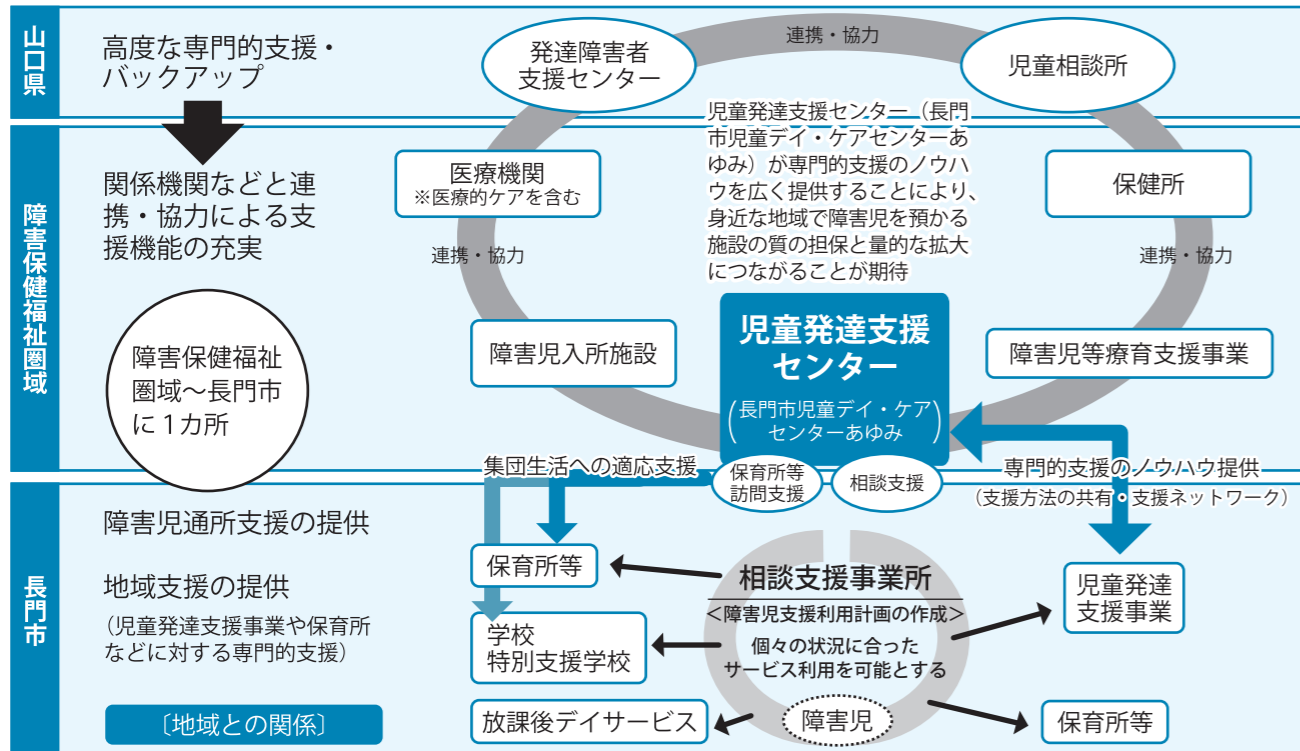 山口県
高度な専門的支援・
バックアップ
発達障害者
支援センター
連携・協力
児童相談所
障害保健福祉圏域
関係機関などと連
携・協力による支
援機能の充実
障害保健福祉
圏域～長門市
に1カ所
医療機関
※医療的ケアを含む
連携・協力
児童発達支援センター（長門
市児童デイ・ケアセンターあ
ゆみ）が専門的支援のノウハ
ウを広く提供することにより、
身近な地域で障害児を預かる
施設の質の担保と量的な拡大
につながることが期待
保健所
連携・協力
障害児入所施設
児童発達支援
センター
（長門市児童デイ・ケア
センターあゆみ）
障害児等療育支援事業
集団生活への適応支援
保育所等
訪問支援
相談支援
専門的支援のノウハウ提供
（支援方法の共有・支援ネットワーク）
長門市
障害児通所支援の提供
地域支援の提供
（児童発達支援事業や保育所
などに対する専門的支援）
〔地域との関係〕
保育所等
学校
特別支援学校
放課後デイサービス
相談支援事業所
＜障害児支援利用計画の作成＞
個々の状況に合った
サービス利用を可能とする
障害児
児童発達
支援事業
保育所等